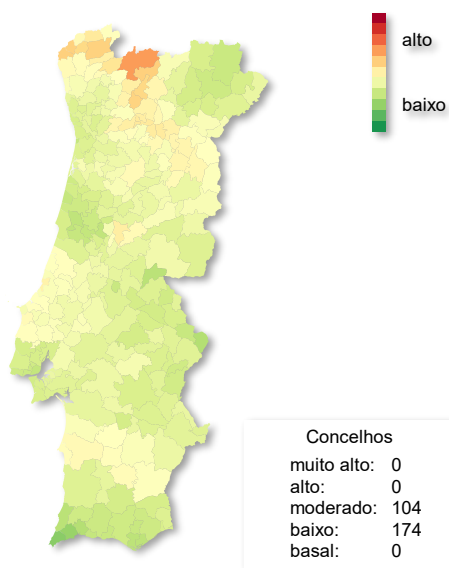 alto
baixo
Concelhos
muito alto: 0
alto: 0
moderado: 104
baixo: 174
basal: 0